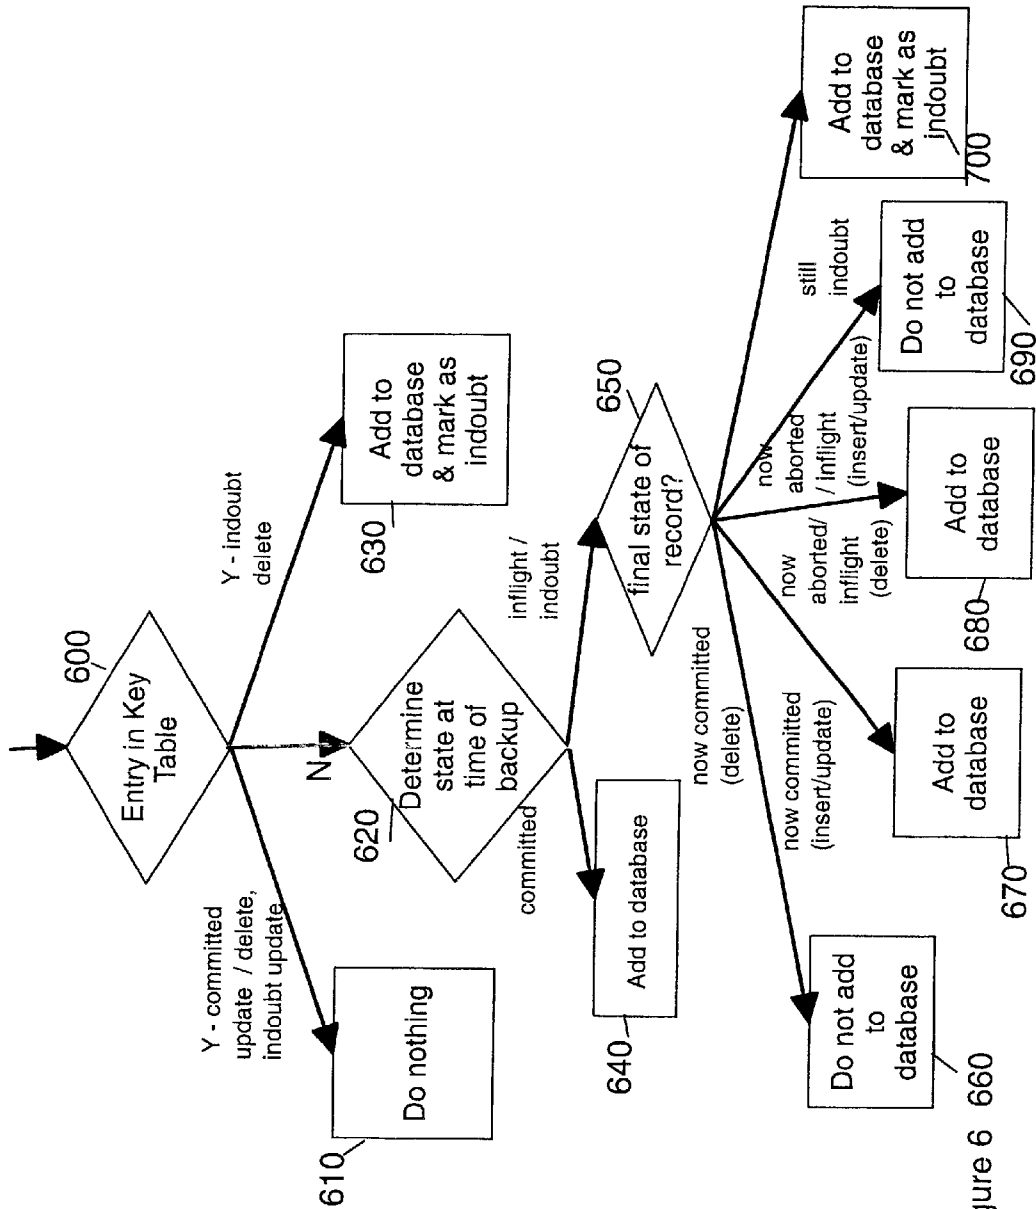 600
Entry in Key
Table
Y - committed
update / delete,
indoubt update
N
Y - indoubt
delete
610
Do nothing
620
Determine
state at
time of
backup
630
Add to
database
& mark as
indoubt
committed
inflight /
indoubt
640
Add to database
650
final state of
record?
now committed
(delete)
now committed
(insert/update)
now
aborted/
inflight
(delete)
now
aborted
/ inflight
(insert/update)
still
indoubt
660
Do not add
to
database
670
Add to
database
680
Add to
database
690
Do not add
to
database
700
Add to
database
& mark as
indoubt
gure 6